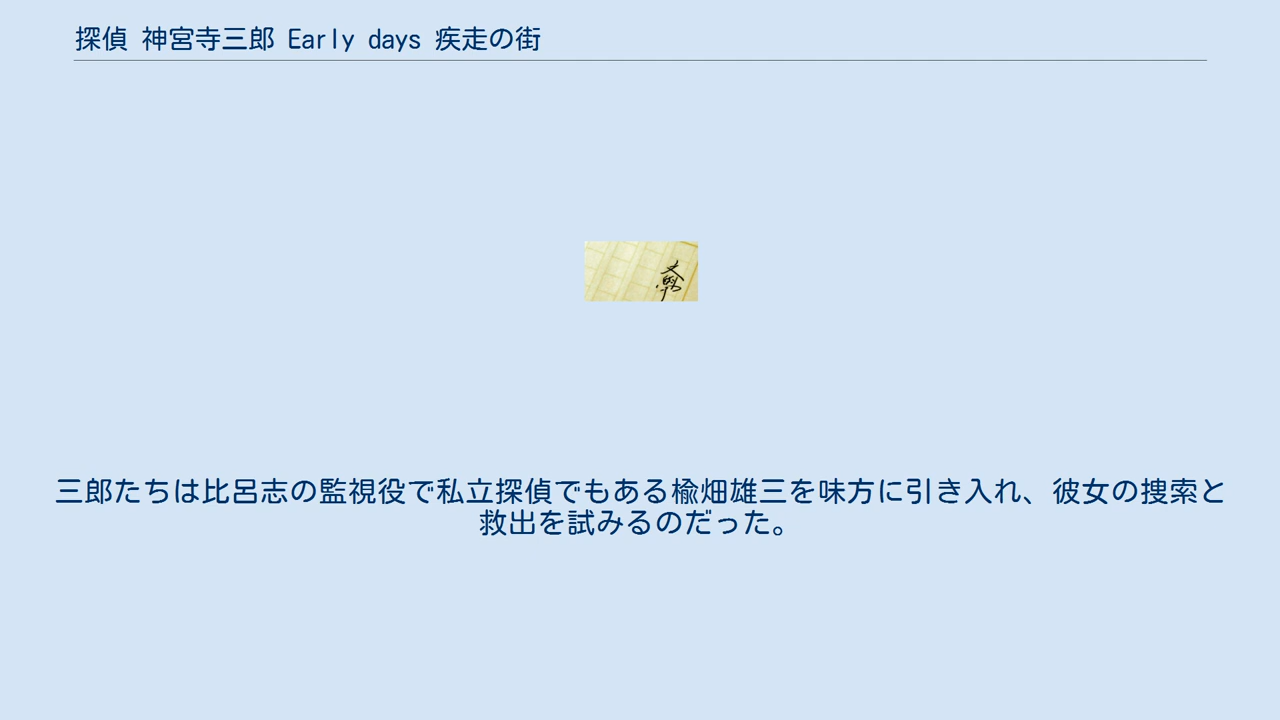 探偵 神宮寺三郎 Early days 疾走の街
三郎たちは比呂志の監視役で私立探偵でもある楡畑雄三を味方に引き入れ、彼女の捜索と
救出を試みるのだった。